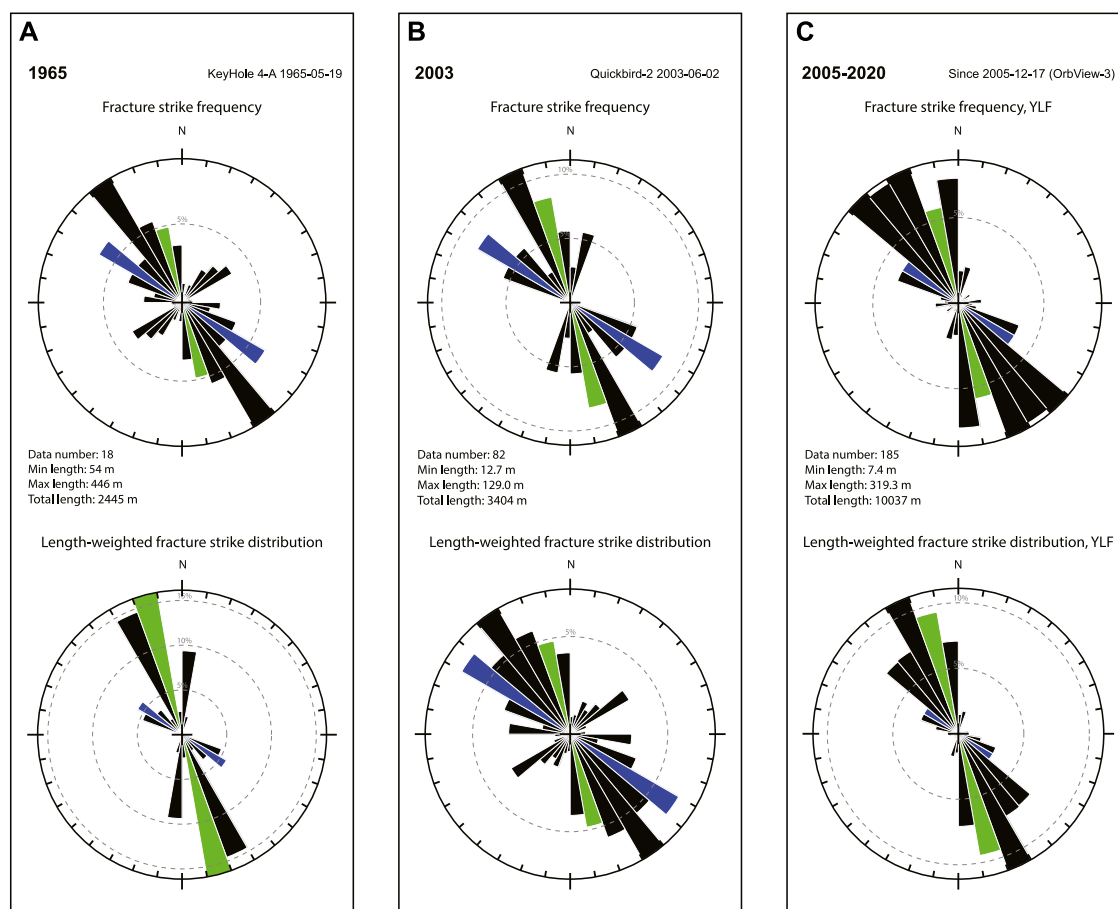 A
1965
KeyHole 4-A 1965-05-19
Fracture strike frequency
N
5%
Data number: 18
Min length: 54 m
Max length: 446 m
Total length: 2445 m
Length-weighted fracture strike distribution
N
15%
10%
5%
B
2003
Quickbird-2 2003-06-02
Fracture strike frequency
N
10%
5%
Data number: 82
Min length: 12.7 m
Max length: 129.0 m
Total length: 3404 m
Length-weighted fracture strike distribution
N
5%
C
2005-2020
Since 2005-12-17 (OrbView-3)
Fracture strike frequency, YLF
N
5%
Data number: 185
Min length: 7.4 m
Max length: 319.3 m
Total length: 10037 m
Length-weighted fracture strike distribution, YLF
N
10%
5%